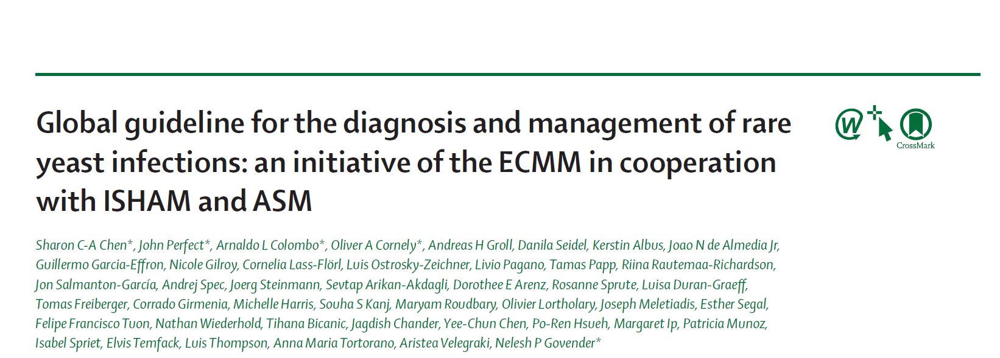 Global guideline for the diagnosis and management of rare
yeast infections: an initiative of the ECMM in cooperation
with ISHAM and ASM
W
CrossMark
Sharon C-A Chen*, John Perfect*, Arnaldo L Colombo*, Oliver A Cornely*, Andreas H Groll, Danila Seidel, Kerstin Albus, Joao N de Almedia Jr,
Guillermo Garcia-Effron, Nicole Gilroy, Cornelia Lass-Flörl, Luis Ostrosky-Zeichner, Livio Pagano, Tamas Papp, Riina Rautemaa-Richardson,
Jon Salmanton-García, Andrej Spec, Joerg Steinmann, Sevtap Arikan-Akdagli, Dorothee E Arenz, Rosanne Sprute, Luisa Duran-Graeff,
Tomas Freiberger, Corrado Girmenia, Michelle Harris, Souha S Kanj, Maryam Roudbary, Olivier Lortholary, Joseph Meletiadis, Esther Segal,
Felipe Francisco Tuon, Nathan Wiederhold, Tihana Bicanic, Jagdish Chander, Yee-Chun Chen, Po-Ren Hsueh, Margaret Ip, Patricia Munoz,
Isabel Spriet, Elvis Temfack, Luis Thompson, Anna Maria Tortorano, Aristea Velegraki, Nelesh P Govender*